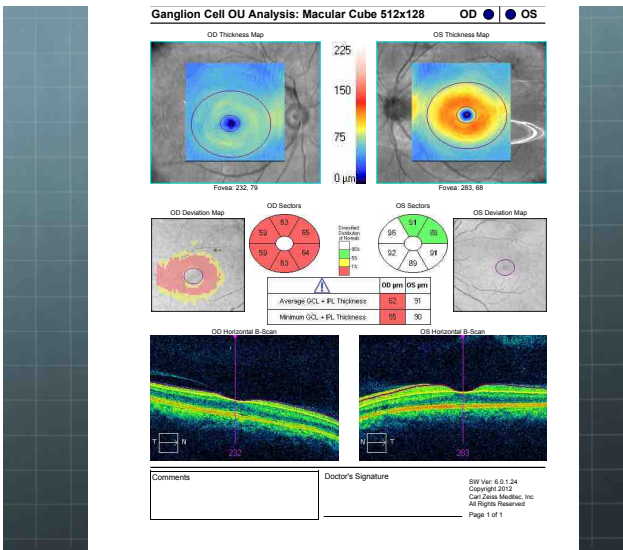 Ganglion Cell OU Analysis: Macular Cube 512x128 OD OS
OD Thickness Map
OS Thickness Map
225
150
75
0 µm
Fovea: 232, 79
Fovea: 283, 68
OD Deviation Map
OD Sectors
OS Sectors
OS Deviation Map
63
59 65
59 64
63
Diversified
Distribution
of Normals
95%
5%
1%
91
96 89
92 91
89
OD µm OS µm
Average GCL + IPL Thickness 62 91
Minimum GCL + IPL Thickness 55 90
OD Horizontal B-Scan
OS Horizontal B-Scan
T N
232
N T
283
Comments
Doctor's Signature
SW Ver: 6.0.1.24
Copyright 2012
Carl Zeiss Meditec, Inc
All Rights Reserved
Page 1 of 1